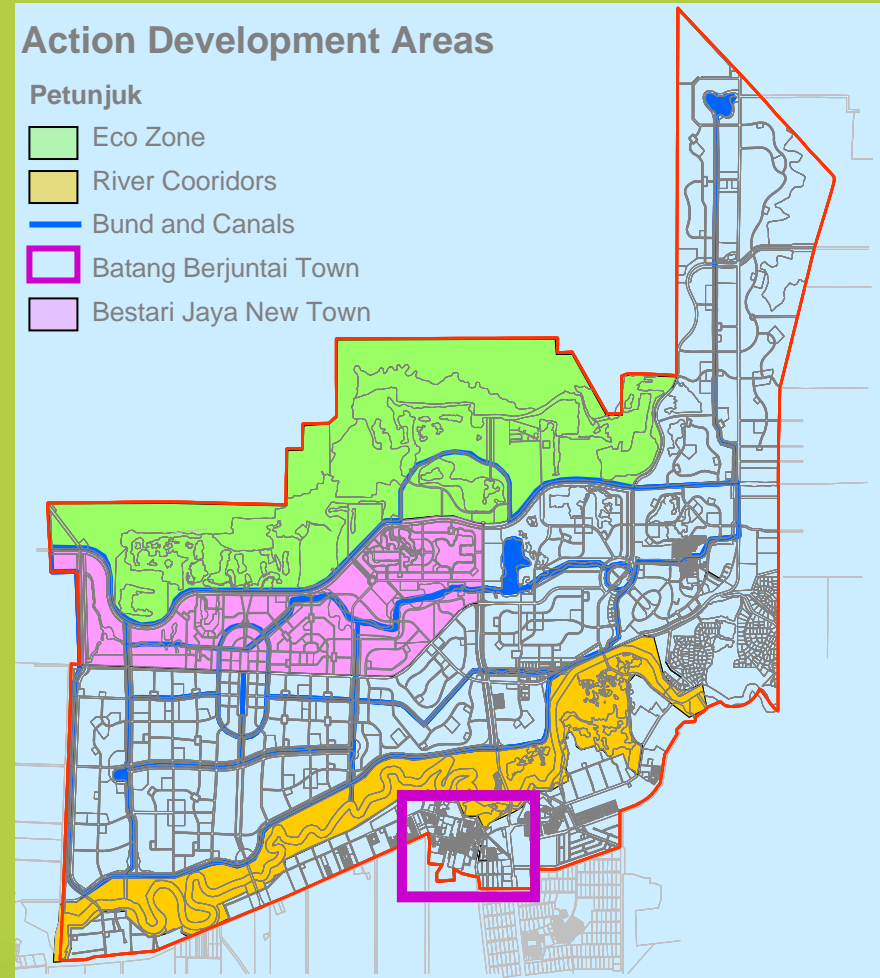 Action Development Areas
Petunjuk
Eco Zone
River Cooridors
Bund and Canals
Batang Berjuntai Town
Bestari Jaya New Town